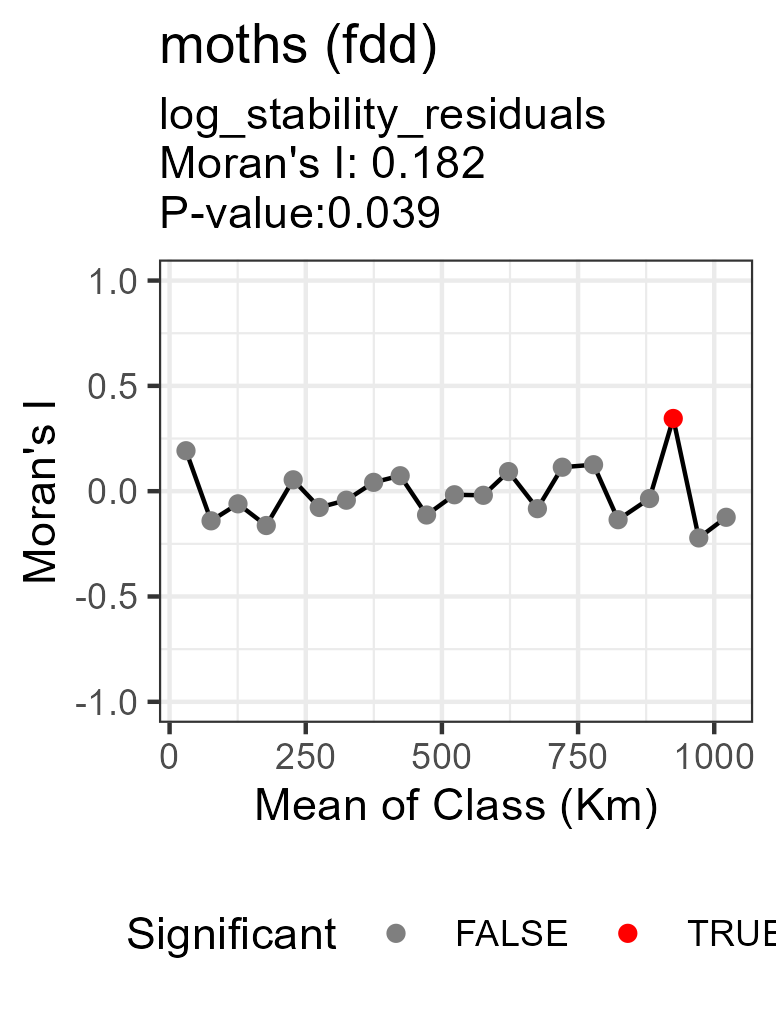 moths (fdd)
log_stability_residuals
Moran's I: 0.182
P-value:0.039
1.0
0.5
0.0
-0.5
-1.0
Moran's I
0 250 500 750 1000
Mean of Class (Km)
Significant FALSE TRUE